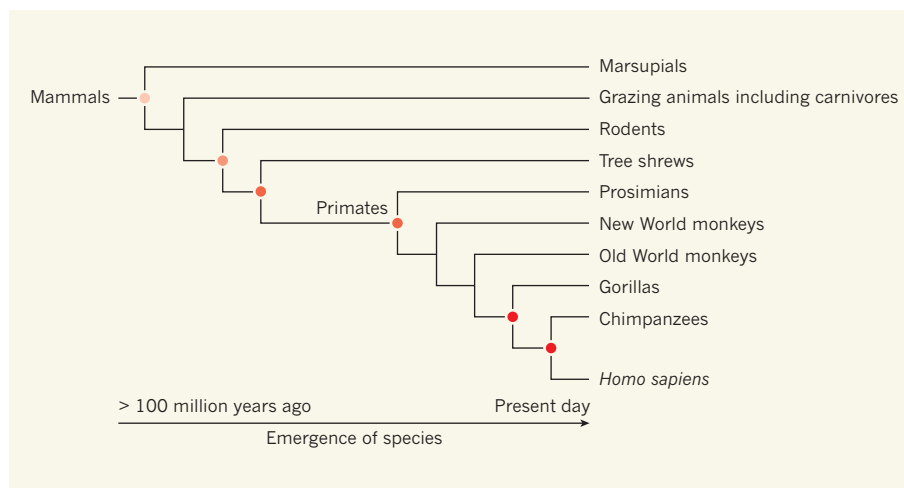 Marsupials
Mammals
Grazing animals including carnivores
Rodents
Tree shrews
Prosimians
Primates
New World monkeys
Old World monkeys
Gorillas
Chimpanzees
Homo sapiens
> 100 million years ago
Present day
Emergence of species